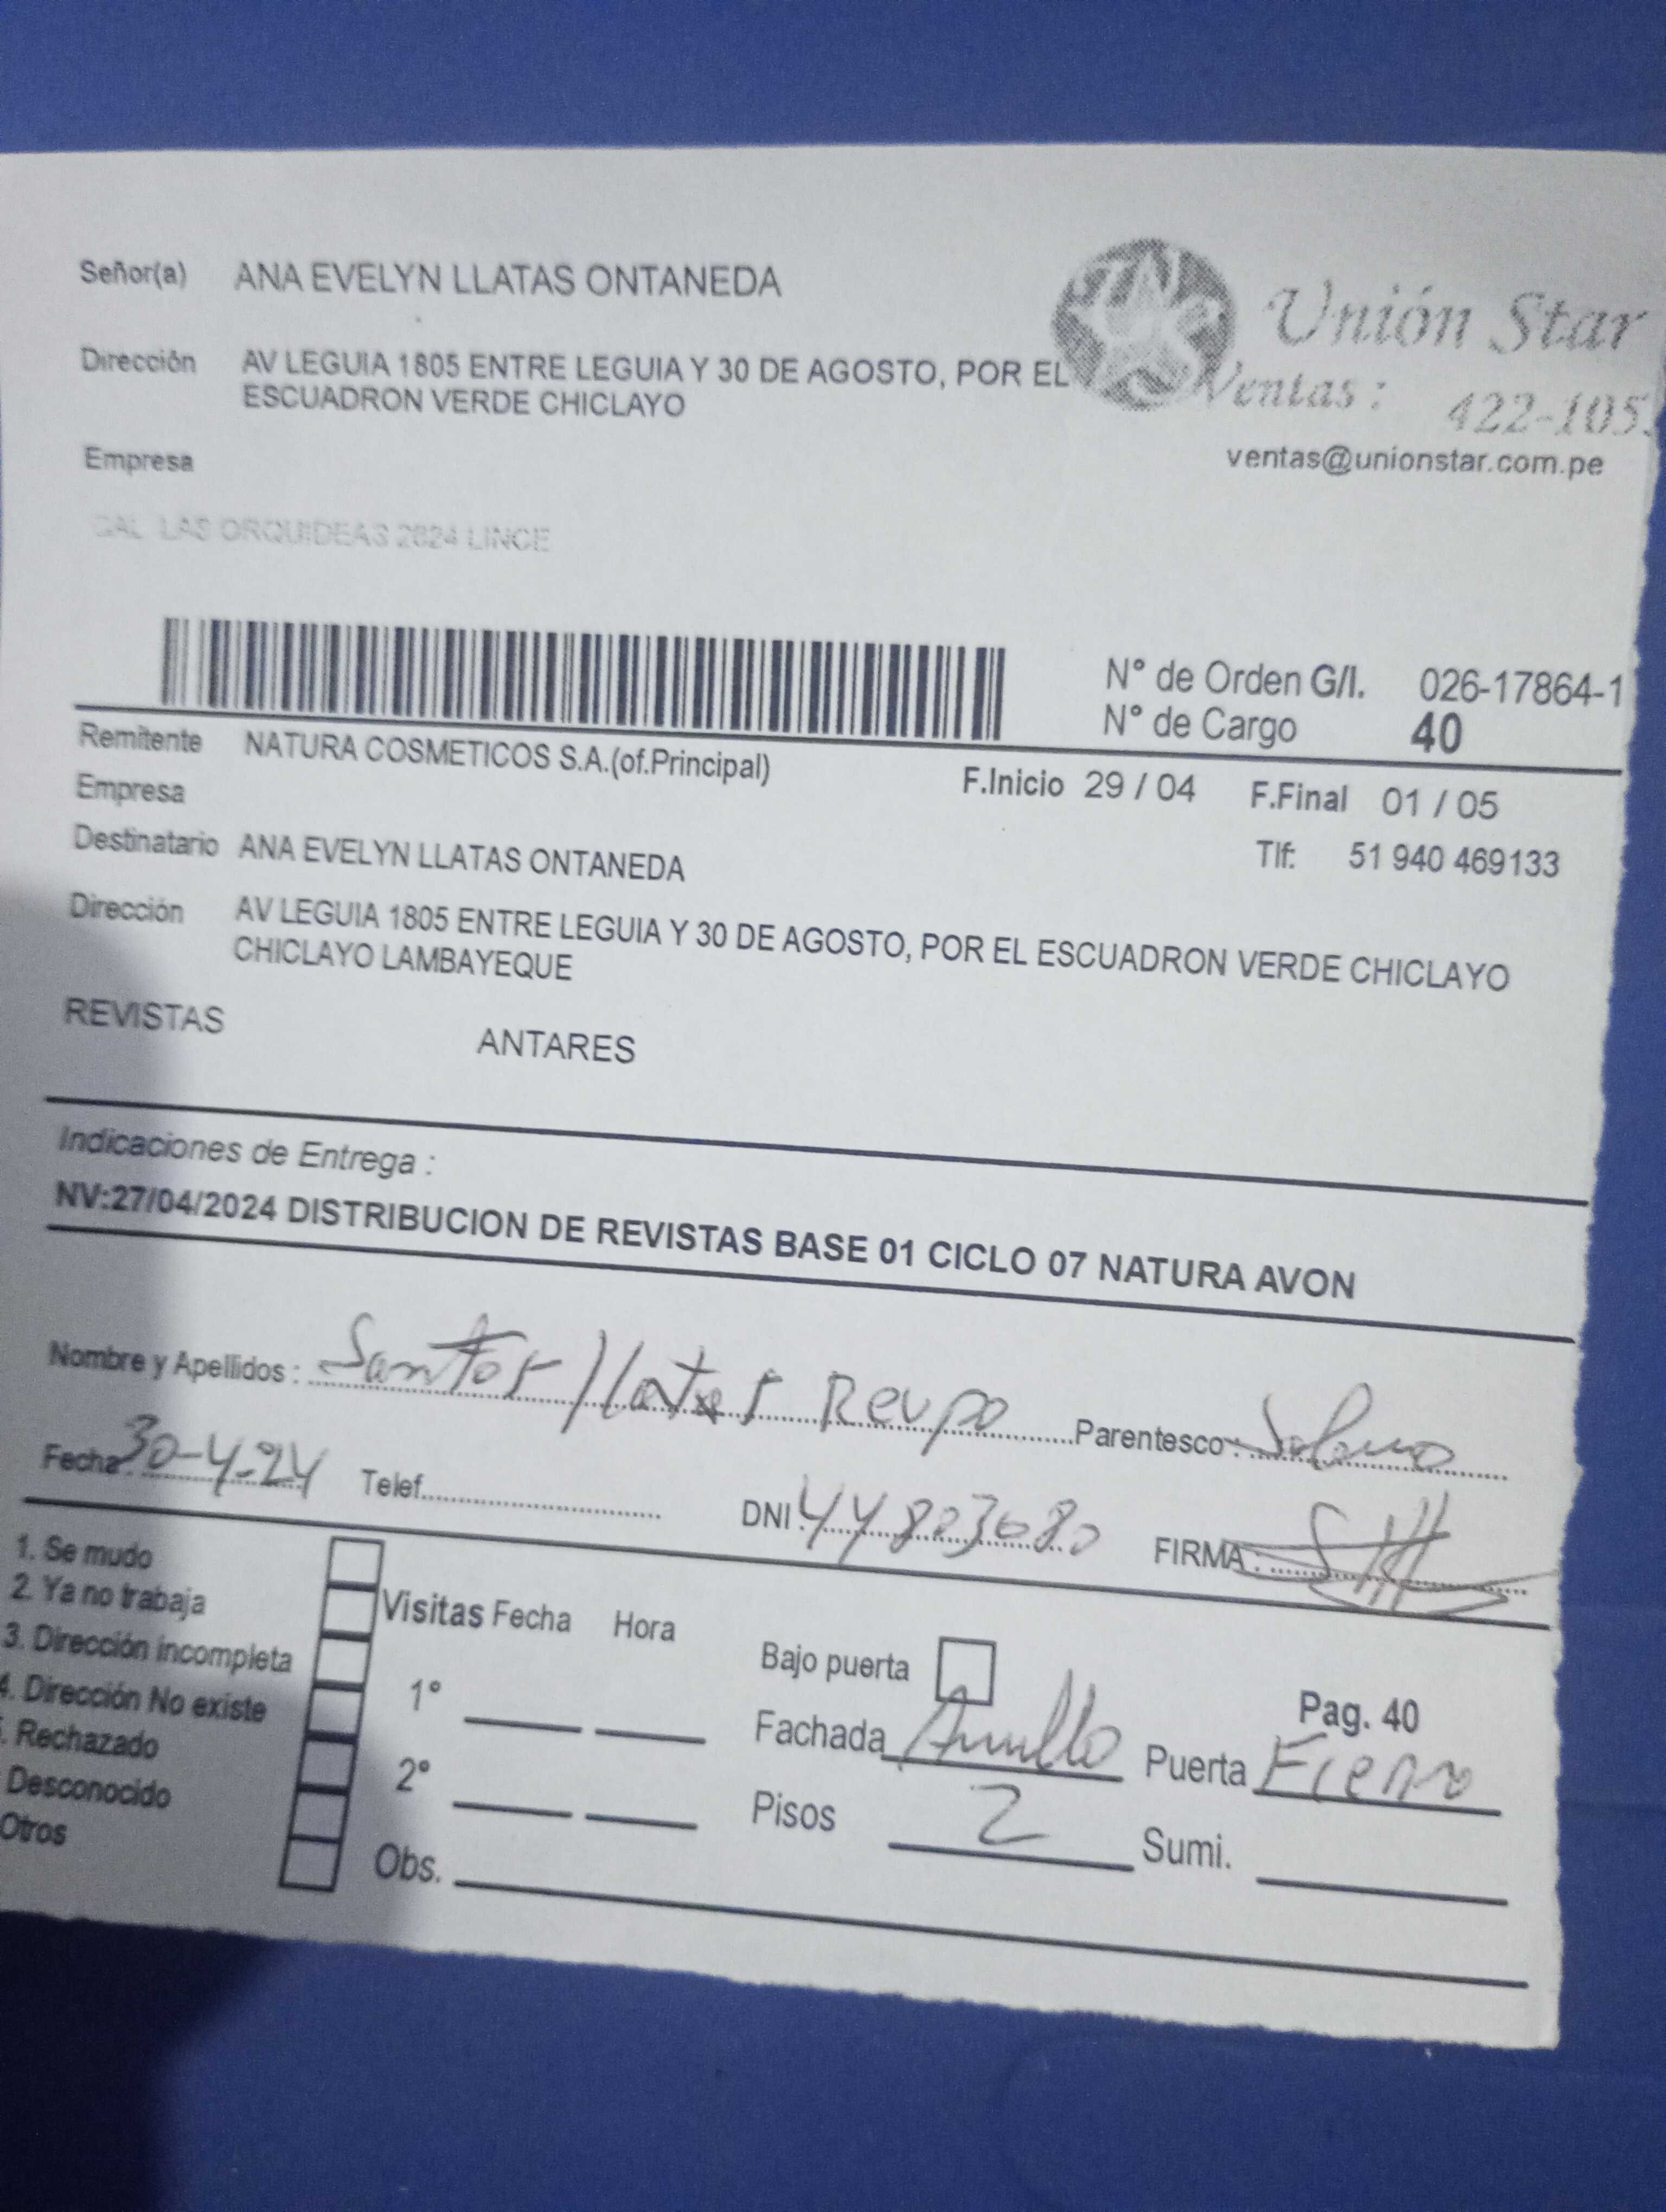 Señor(a) ANA EVELYN LLATAS ONTANEDA
Unión Star
Dirección AV LEGUIA 1805 ENTRE LEGUIA Y 30 DE AGOSTO, POR EL
ESCUADRON VERDE CHICLAYO
Ventas: 422-105
ventas@unionstar.com.pe
Empresa
CAL LAS ORQUIDEAS 2624 LINCE
N° de Orden G/I. 026-17864-1
N° de Cargo 40
Remitente NATURA COSMETICOS S.A.(of.Principal)
F.Inicio 29 / 04 F.Final 01 / 05
Empresa
Destinatario ANA EVELYN LLATAS ONTANEDA
Tlf: 51 940 469133
Dirección AV LEGUIA 1805 ENTRE LEGUIA Y 30 DE AGOSTO, POR EL ESCUADRON VERDE CHICLAYO
CHICLAYO LAMBAYEQUE
REVISTAS ANTARES
Indicaciones de Entrega :
NV:27/04/2024 DISTRIBUCION DE REVISTAS BASE 01 CICLO 07 NATURA AVON
Nombre y Apellidos : Santos llatas Parentesco :
Fecha 30-4-24 Telef. DNI 44803080 FIRMA :
1. Se mudo
2. Ya no trabaja
3. Dirección incompleta
4. Dirección No existe
. Rechazado
Desconocido
Otros
Visitas Fecha Hora
1°
2°
Obs.
Bajo puerta
Pag. 40
Fachada Puerta Fierro
Pisos 2 Sumi.